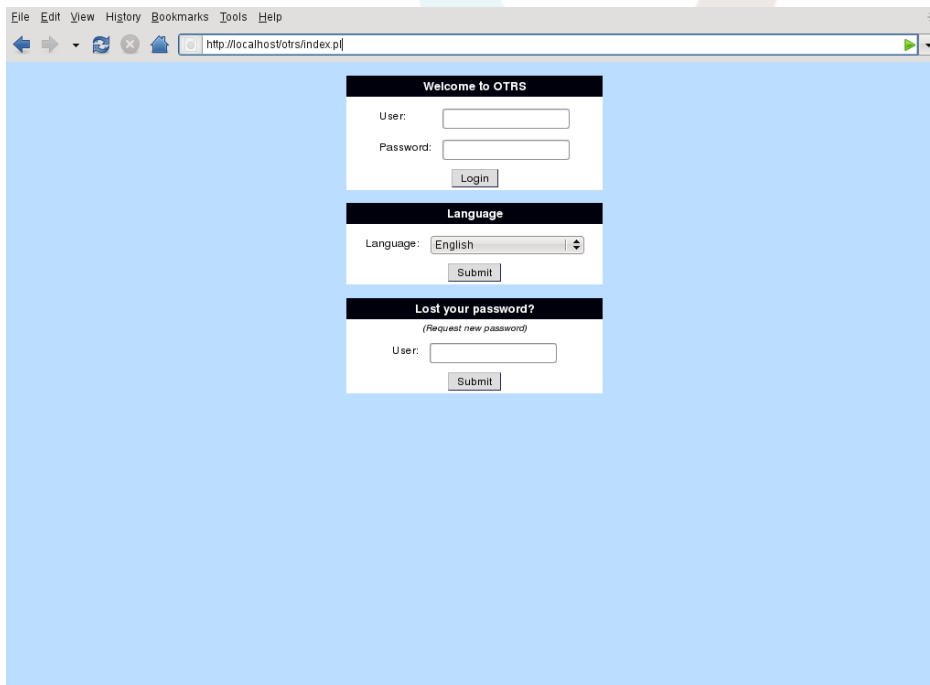 File Edit View History Bookmarks Tools Help
http://localhost/otrs/index.pl
Welcome to OTRS
User:
Password:
Login
Language
Language: English
Submit
Lost your password?
(Request new password)
User:
Submit